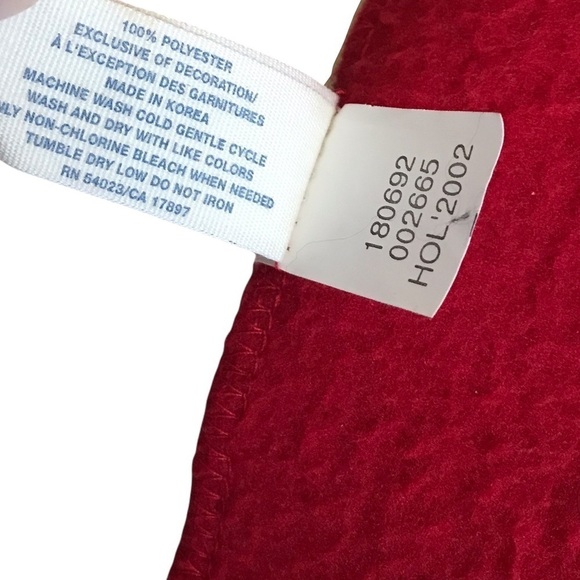 100% POLYESTER
EXCLUSIVE OF DECORATION/
À L'EXCEPTION DES GARNITURES
MADE IN KOREA
MACHINE WASH COLD GENTLE CYCLE
WASH AND DRY WITH LIKE COLORS
NON-CHLORINE BLEACH WHEN NEEDED
TUMBLE DRY LOW DO NOT IRON
RN 54023/CA 17897
180692
002665
HOL'2002